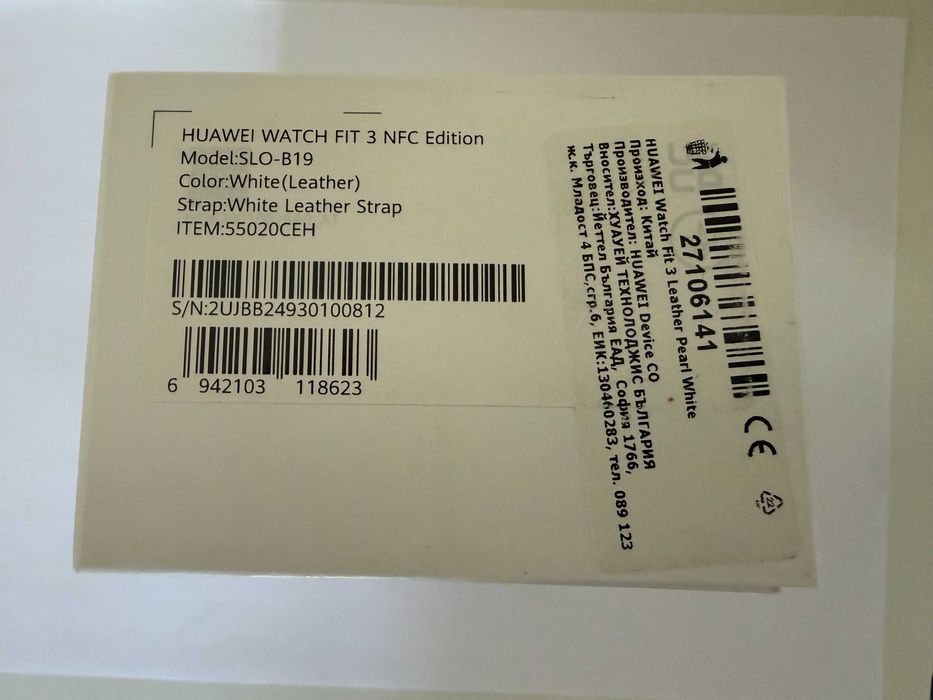 HUAWEI WATCH FIT 3 NFC Edition
Model:SLO-B19
Color:White(Leather)
Strap:White Leather Strap
ITEM:55020CEH
S/N:2UJBB24930100812
6 942103 118623
27106141
HUAWEI Watch Fit 3 Leather Pearl White
Произход: Китай
Производител: HUAWEI Device CO
Вносител:ХУАУЕЙ ТЕХНОЛОДЖИС БЪЛГАРИЯ
Търговец:Йеттел България ЕАД, София 1766,
ж.к. Младост 4 БПС,сгр.6, ЕИК:130460283, тел. 089 123
CE